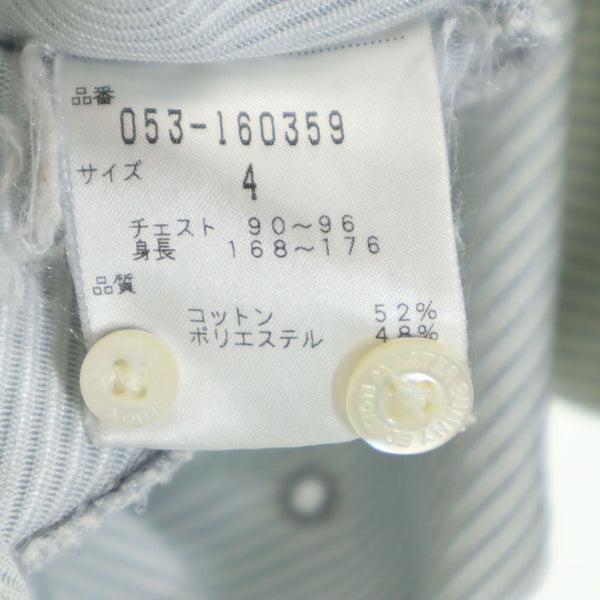 品番
053-160359
サイズ
4
チェスト 90～96
身長 168～176
品質
コットン 52%
ポリエステル 48%